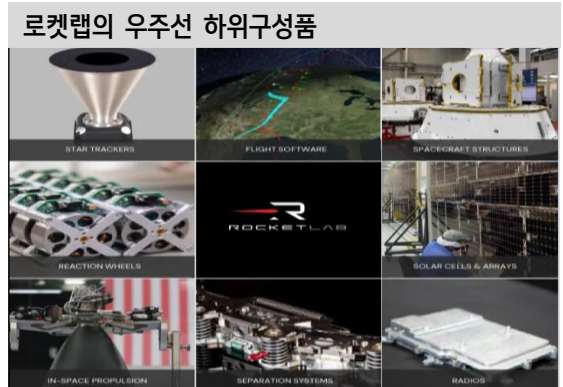 로켓랩의 우주선 하위구성품
STAR TRACKERS
FLIGHT SOFTWARE
SPACECRAFT STRUCTURES
REACTION WHEELS
ROCKETLAB
SOLAR CELLS & ARRAYS
IN-SPACE PROPULSION
SEPARATION SYSTEMS
RADIOS